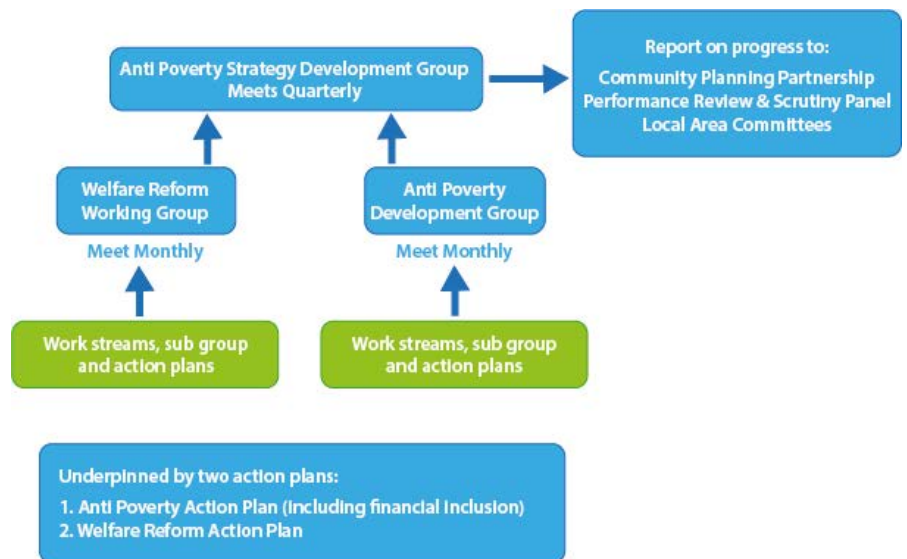 Anti Poverty Strategy Development Group
Meets Quarterly
Report on progress to:
Community Planning Partnership
Performance Review & Scrutiny Panel
Local Area Committees
Welfare Reform
Working Group
Meet Monthly
Anti Poverty
Development Group
Meet Monthly
Work streams, sub group
and action plans
Work streams, sub group
and action plans
Underpinned by two action plans:
1. Anti Poverty Action Plan (including financial inclusion)
2. Welfare Reform Action Plan